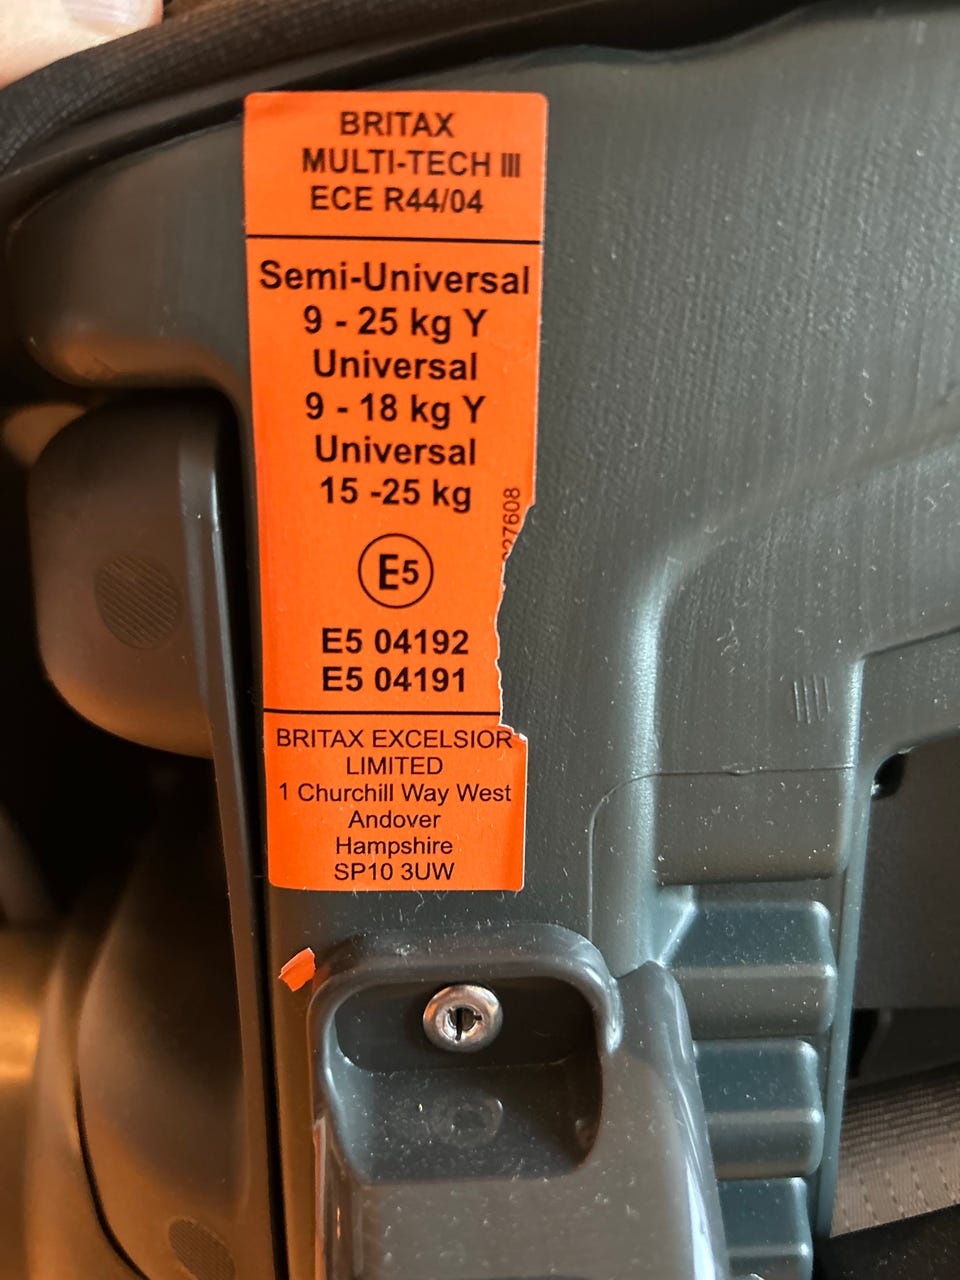 BRITAX
MULTI-TECH III
ECE R44/04
Semi-Universal
9 - 25 kg Y
Universal
9 - 18 kg Y
Universal
15 -25 kg
E5
E5 04192
E5 04191
BRITAX EXCELSIOR
LIMITED
1 Churchill Way West
Andover
Hampshire
SP10 3UW